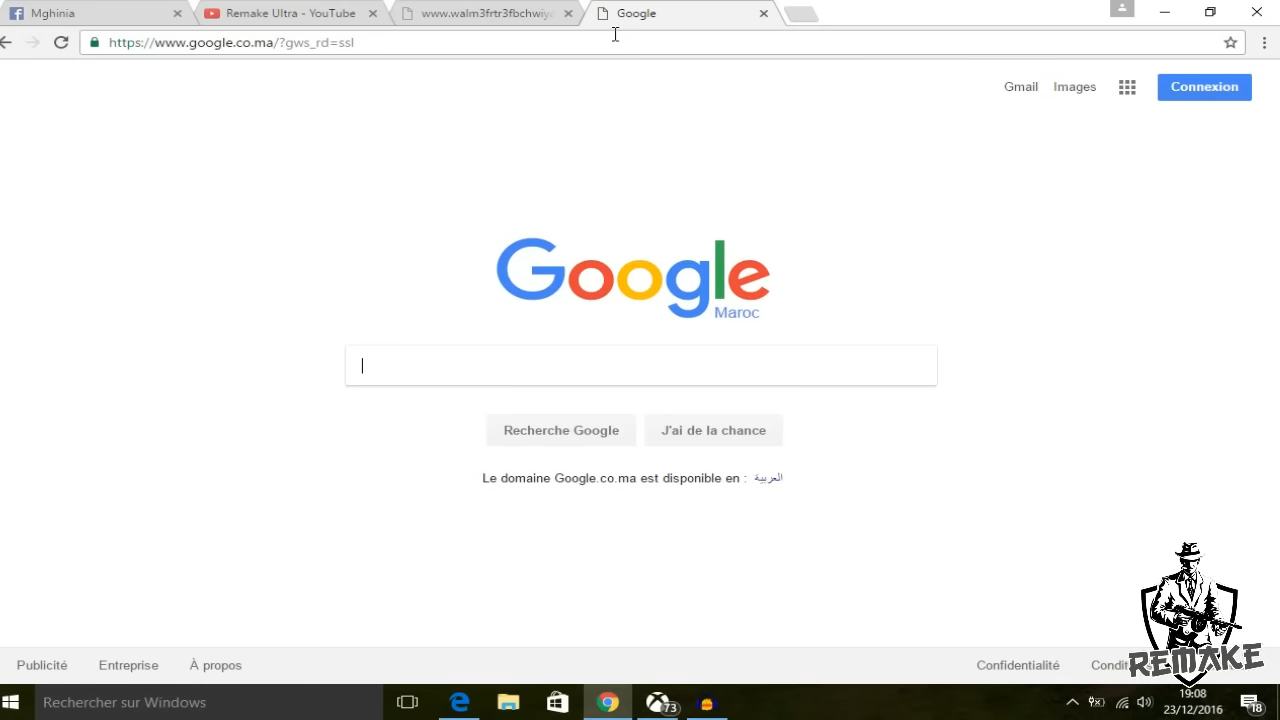 Mghinia
Remake Ultra - YouTube
www.walm3frtr3fbchwiy
Google
https://www.google.co.ma/?gws_rd=ssl
Gmail Images Connexion
Google
Maroc
Recherche Google J'ai de la chance
Le domaine Google.co.ma est disponible en : العربية
Publicité Entreprise À propos Confidentialité Condit
REMAKE
Rechercher sur Windows
73
19:08
23/12/2016
18